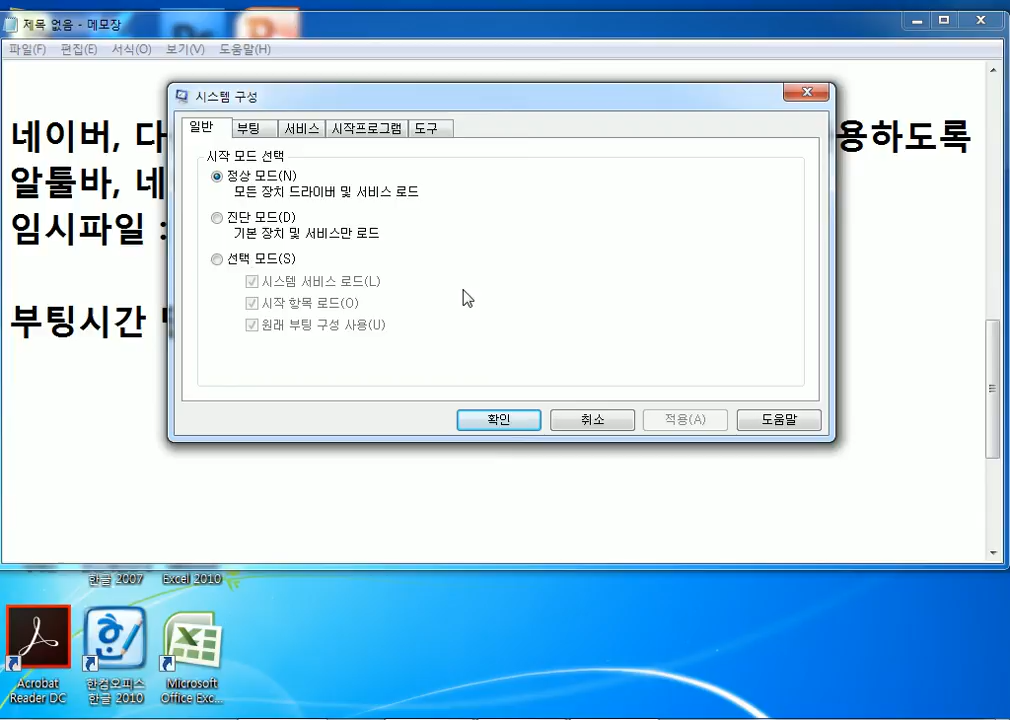 제목 없음 - 메모장
파일(F) 편집(E) 서식(O) 보기(V) 도움말(H)
네이버, 다
용하도록
알툴바, 네
임시파일 :
부팅시간
시스템 구성
일반 부팅 서비스 시작프로그램 도구
시작 모드 선택
정상 모드(N)
모든 장치 드라이버 및 서비스 로드
진단 모드(D)
기본 장치 및 서비스만 로드
선택 모드(S)
시스템 서비스 로드(L)
시작 항목 로드(O)
원래 부팅 구성 사용(U)
확인 취소 적용(A) 도움말
한글 2007 Excel 2010
Acrobat Reader DC
한컴오피스 한글 2010
Microsoft Office Exc...